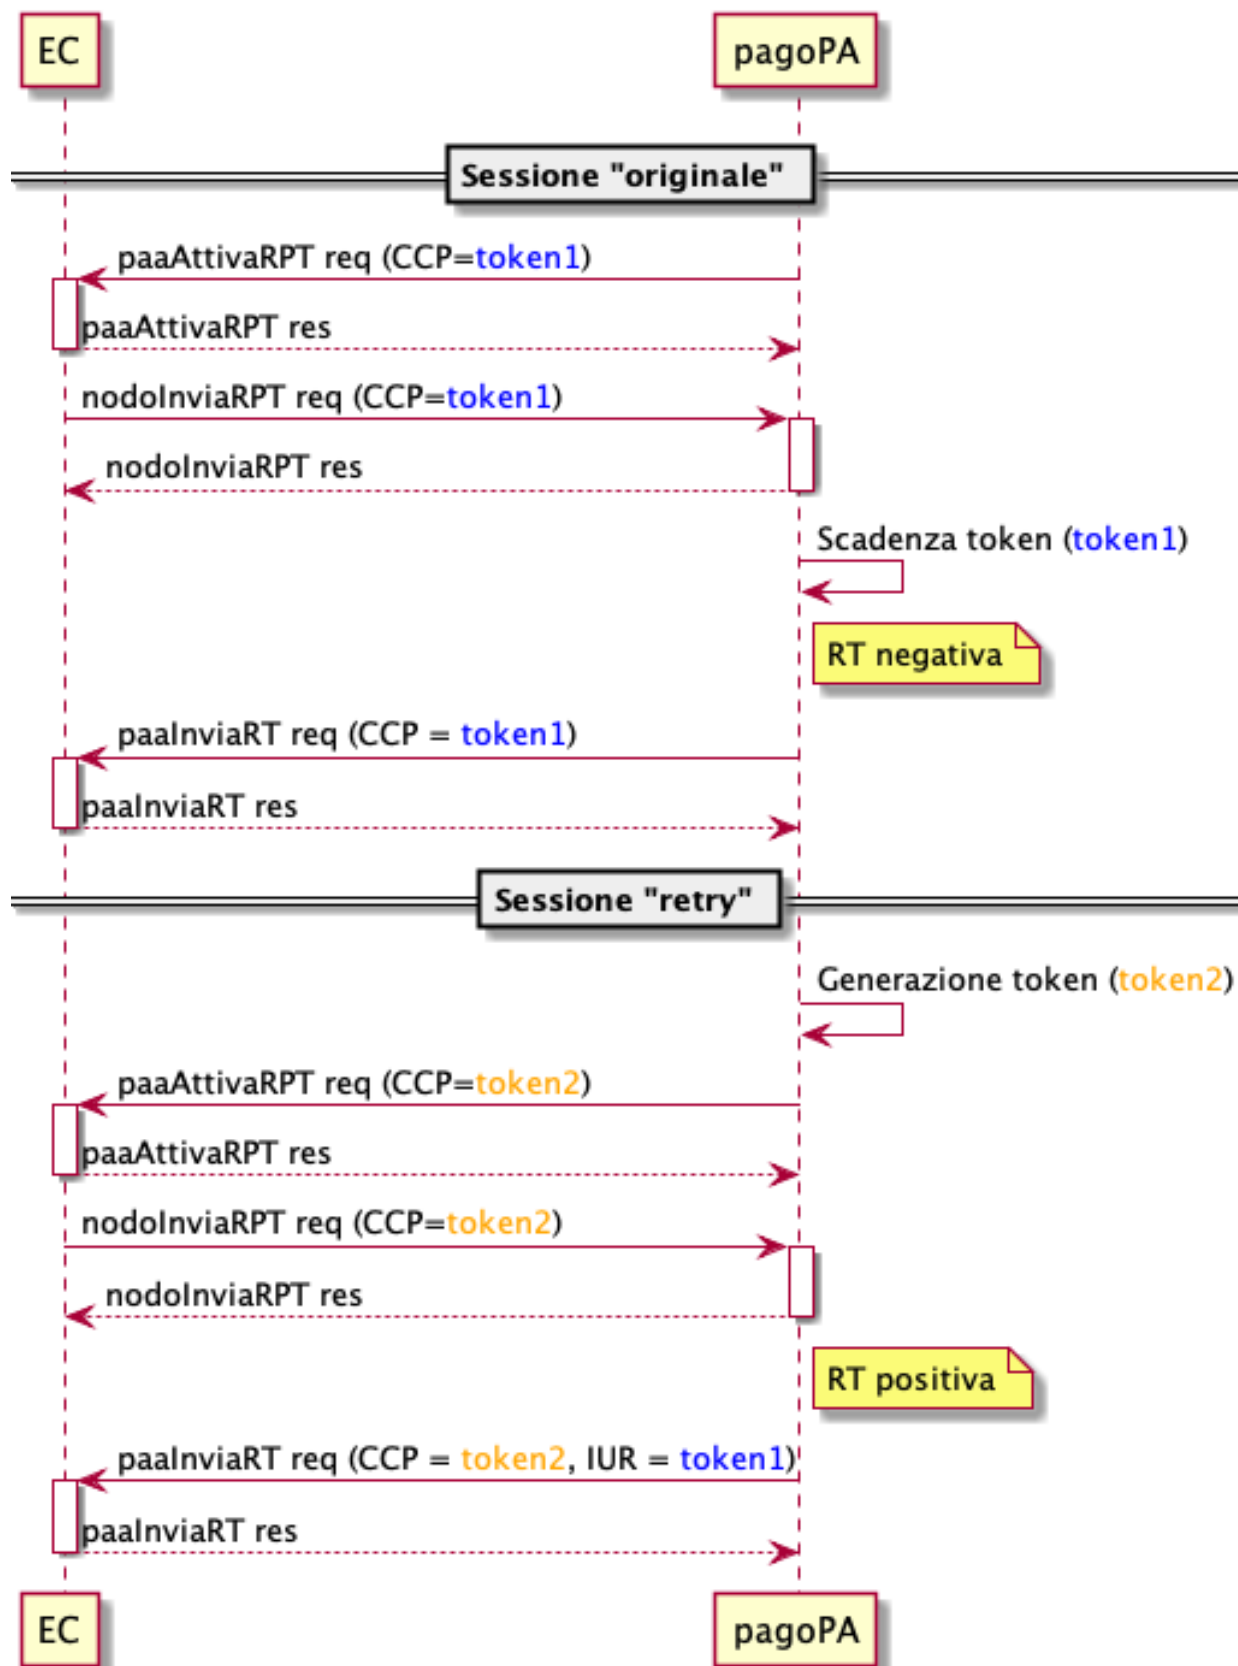 EC
pagoPA
Sessione "originale"
paaAttivaRPT req (CCP=token1)
paaAttivaRPT res
nodoInviaRPT req (CCP=token1)
nodoInviaRPT res
Scadenza token (token1)
RT negativa
paaInviaRT req (CCP = token1)
paaInviaRT res
Sessione "retry"
Generazione token (token2)
paaAttivaRPT req (CCP=token2)
paaAttivaRPT res
nodoInviaRPT req (CCP=token2)
nodoInviaRPT res
RT positiva
paaInviaRT req (CCP = token2, IUR = token1)
paaInviaRT res
EC
pagoPA